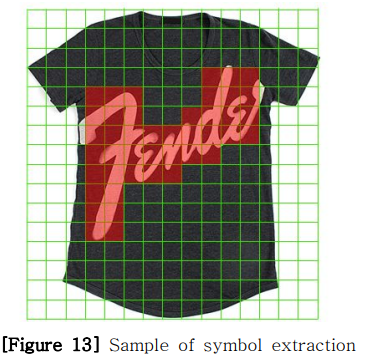 Fender
[Figure 13] Sample of symbol extraction